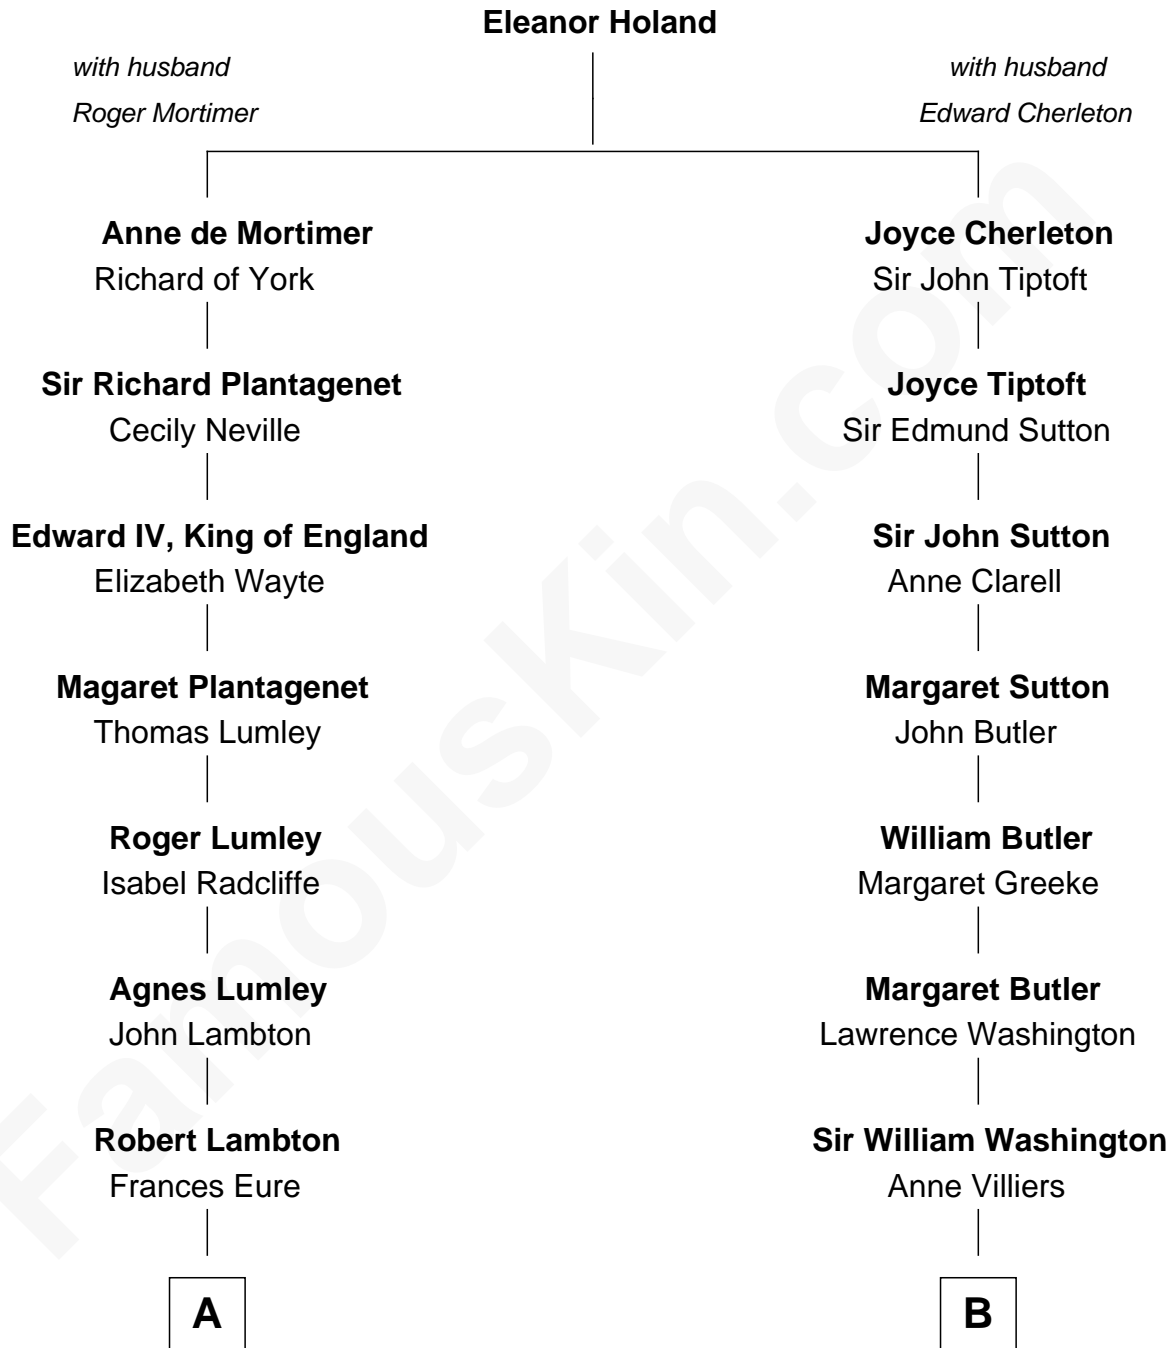 Eleanor Holand
with husband
Roger Mortimer
with husband
Edward Cherleton
Anne de Mortimer
Richard of York
Joyce Cherleton
Sir John Tiptoft
Sir Richard Plantagenet
Cecily Neville
Joyce Tiptoft
Sir Edmund Sutton
Edward IV, King of England
Elizabeth Wayte
Sir John Sutton
Anne Clarell
Magaret Plantagenet
Thomas Lumley
Margaret Sutton
John Butler
Roger Lumley
Isabel Radcliffe
William Butler
Margaret Greeke
Agnes Lumley
John Lambton
Margaret Butler
Lawrence Washington
Robert Lambton
Frances Eure
Sir William Washington
Anne Villiers
A
B
FamousKin.com